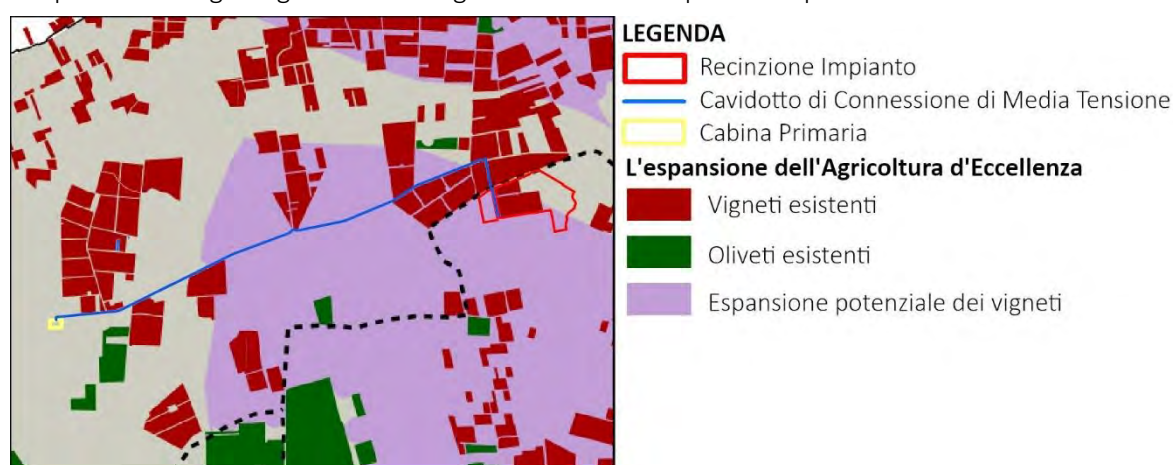 LEGENDA
Recinzione Impianto
Cavidotto di Connessione di Media Tensione
Cabina Primaria
L'espansione dell'Agricoltura d'Eccellenza
Vigneti esistenti
Oliveti esistenti
Espansione potenziale dei vigneti